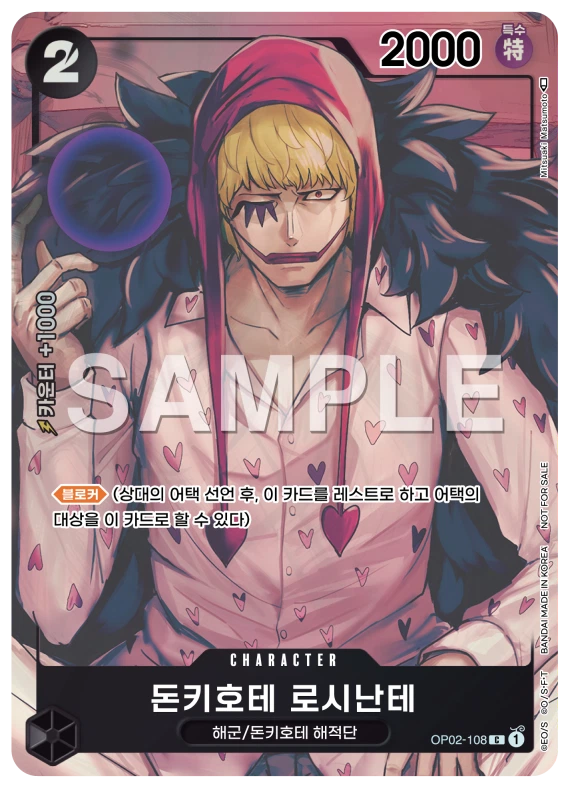 2
2000
특수
特
Mitsuaki Matsumoto
카운터 +1000
SAMPLE
블로커 (상대의 어택 선언 후, 이 카드를 레스트로 하고 어택의
대상을 이 카드로 할 수 있다)
CHARACTER
돈키호테 로시난테
해군/돈키호테 해적단
OP02-108 C 1
©EO/S ©O/S·F·T BANDAI MADE IN KOREA NOT FOR SALE